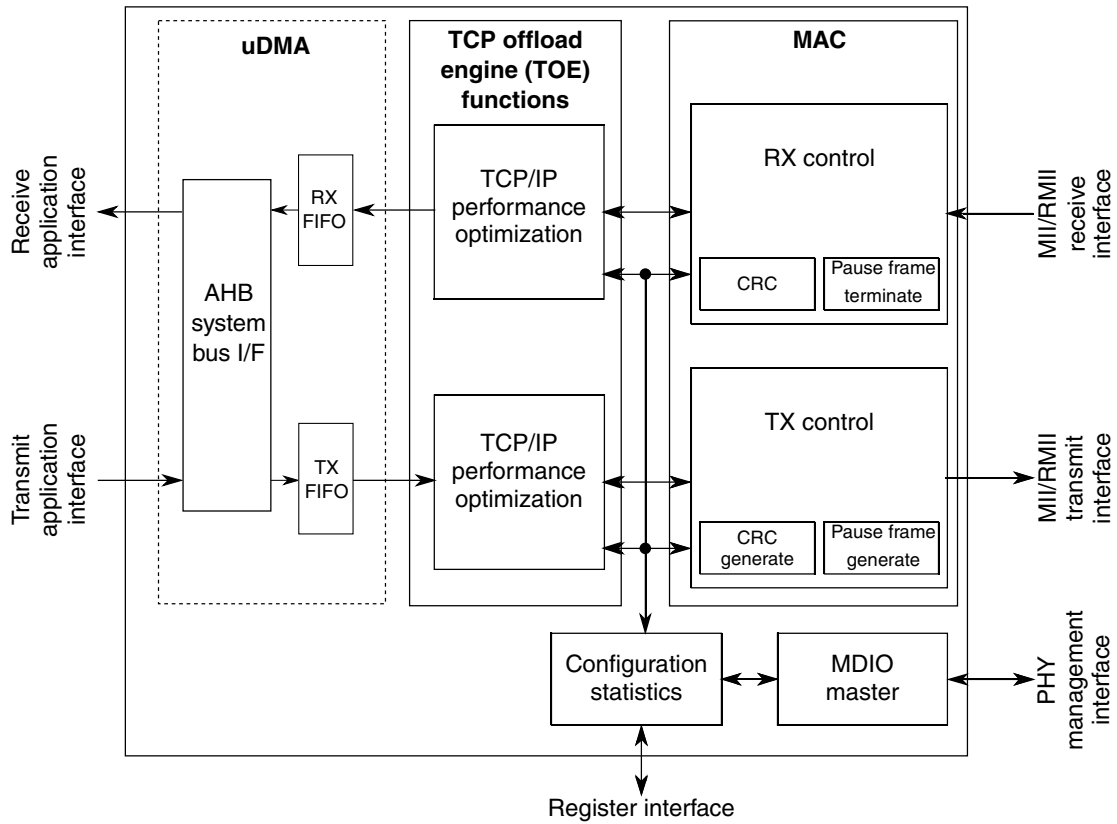 uDMA
TCP offload
engine (TOE)
functions
MAC
Receive
application
interface
RX
FIFO
TCP/IP
performance
optimization
RX control
CRC
Pause frame
terminate
MII/RMII
receive
interface
AHB
system
bus I/F
Transmit
application
interface
TX
FIFO
TCP/IP
performance
optimization
TX control
CRC
generate
Pause frame
generate
MII/RMII
transmit
interface
Configuration
statistics
MDIO
master
PHY
management
interface
Register interface